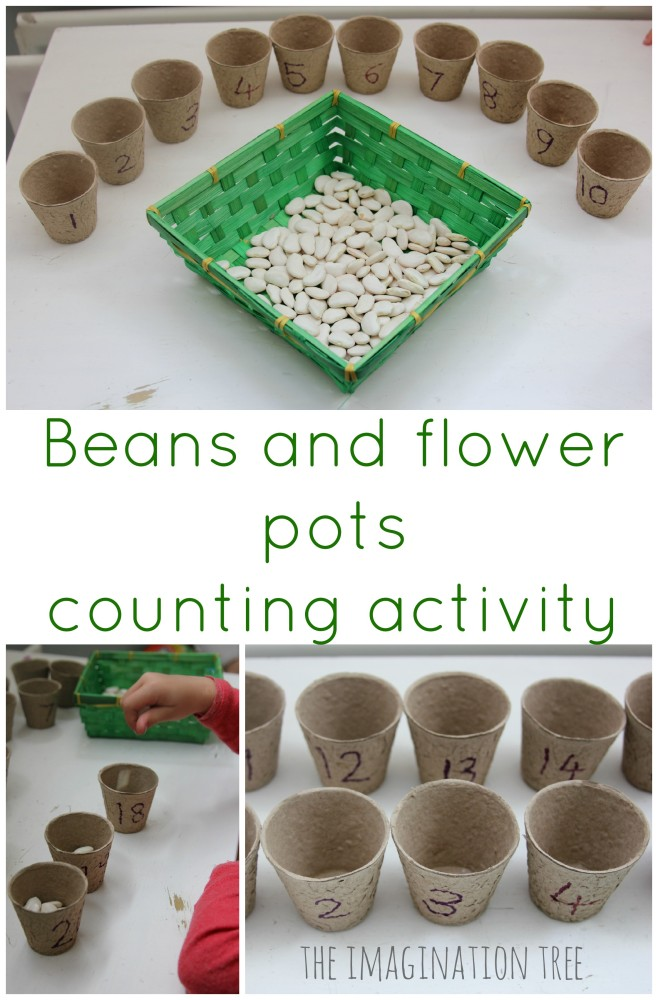 1 2 3 4 5 6 7 8 9 10
Beans and flower
pots
counting activity
18
2
12 13 14
2 3 4
THE IMAGINATION TREE